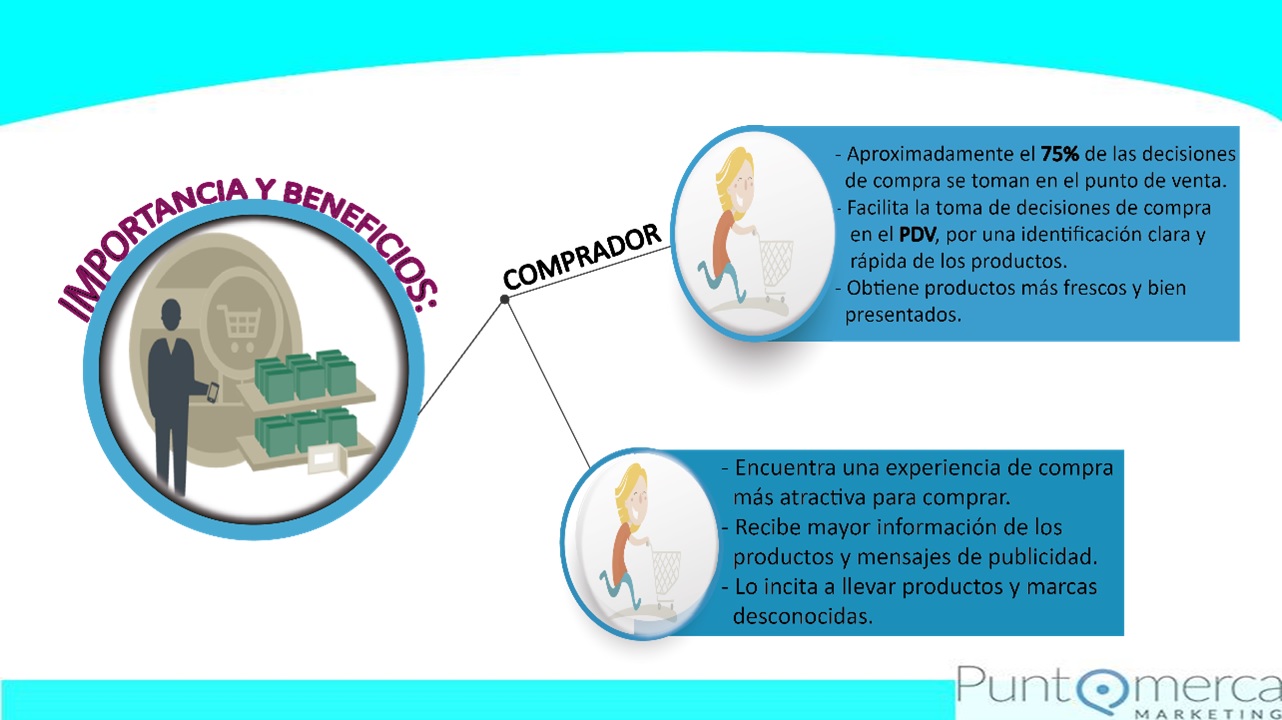 IMPORTANCIA Y BENEFICIOS:
COMPRADOR
- Aproximadamente el 75% de las decisiones
de compra se toman en el punto de venta.
- Facilita la toma de decisiones de compra
en el PDV, por una identificación clara y
rápida de los productos.
- Obtiene productos más frescos y bien
presentados.
- Encuentra una experiencia de compra
más atractiva para comprar.
- Recibe mayor información de los
productos y mensajes de publicidad.
- Lo incita a llevar productos y marcas
desconocidas.
Puntomerca
MARKETING